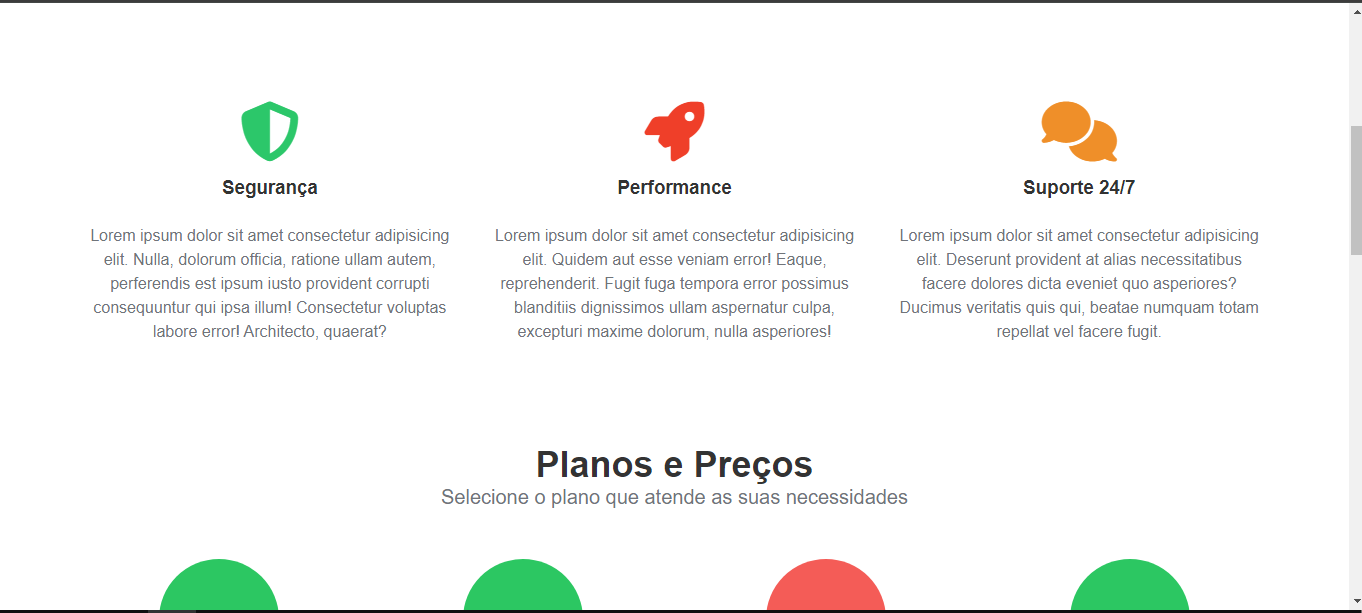 Segurança
Performance
Suporte 24/7
Lorem ipsum dolor sit amet consectetur adipisicing
elit. Nulla, dolorum officia, ratione ullam autem,
perferendis est ipsum iusto provident corrupti
consequuntur qui ipsa illum! Consectetur voluptas
labore error! Architecto, quaerat?
Lorem ipsum dolor sit amet consectetur adipisicing
elit. Quidem aut esse veniam error! Eaque,
reprehenderit. Fugit fuga tempora error possimus
blanditiis dignissimos ullam aspernatur culpa,
excepturi maxime dolorum, nulla asperiores!
Lorem ipsum dolor sit amet consectetur adipisicing
elit. Deserunt provident at alias necessitatibus
facere dolores dicta eveniet quo asperiores?
Ducimus veritatis quis qui, beatae numquam totam
repellat vel facere fugit.
Planos e Preços
Selecione o plano que atende as suas necessidades